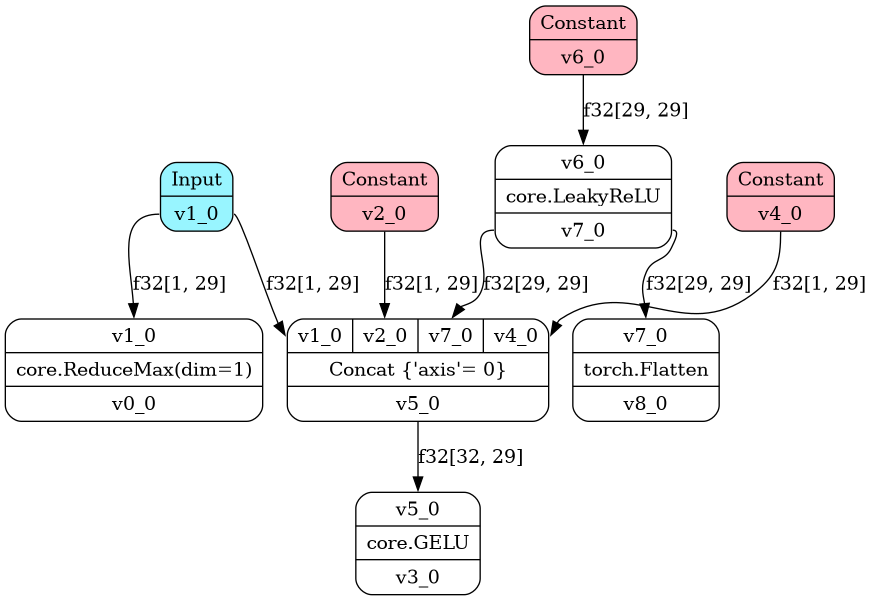 Constant
v6_0
f32[29, 29]
Input
v1_0
Constant
v2_0
v6_0
core.LeakyReLU
v7_0
Constant
v4_0
f32[1, 29]
f32[1, 29]
f32[1, 29]
f32[29, 29]
f32[29, 29]
f32[1, 29]
v1_0
core.ReduceMax(dim=1)
v0_0
v1_0 v2_0 v7_0 v4_0
Concat {'axis'= 0}
v5_0
v7_0
torch.Flatten
v8_0
f32[32, 29]
v5_0
core.GELU
v3_0